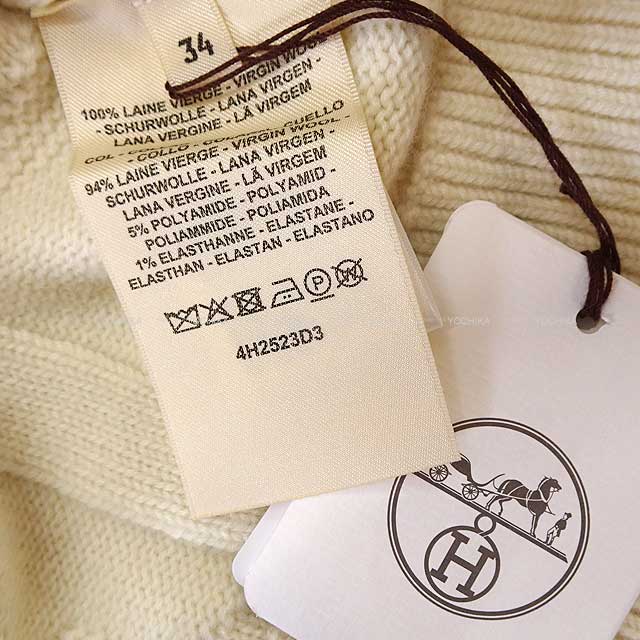 34
100% LAINE VIERGE - VIRGIN WOOL
- SCHURWOLLE - LANA VIRGEN -
LANA VERGINE - LÃ VIRGEM
COL - COLLO - CUELLO
94% LAINE VIERGE - VIRGIN WOOL -
SCHURWOLLE - LANA VIRGEN -
LANA VERGINE - LÃ VIRGEM
5% POLYAMIDE - POLYAMID -
POLIAMMIDE - POLIAMIDA
1% ELASTHANNE - ELASTANE -
ELASTHAN - ELASTAN - ELASTANO
P W
4H2523D3
YOCHIKA
H